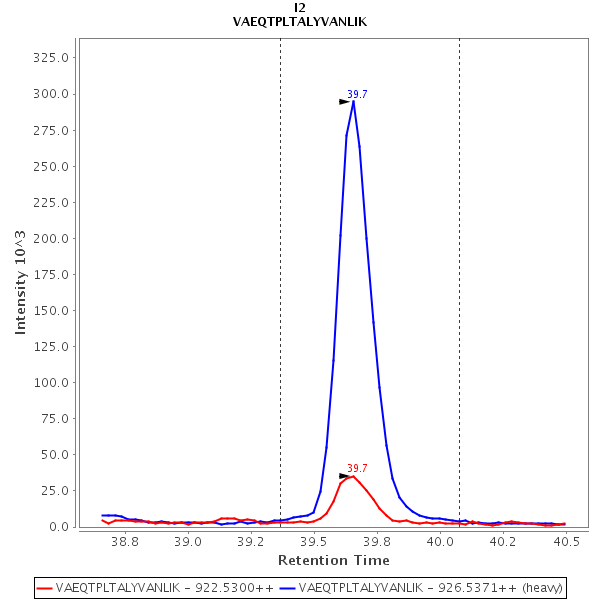 I2
VAEQTPLTALYVANLIK
325.0
300.0
275.0
250.0
225.0
200.0
175.0
150.0
125.0
100.0
75.0
50.0
25.0
0.0
Intensity 10^3
39.7
39.7
38.8 39.0 39.2 39.5 39.8 40.0 40.2 40.5
Retention Time
VAEQTPLTALYVANLIK - 922.5300++ VAEQTPLTALYVANLIK - 926.5371++ (heavy)